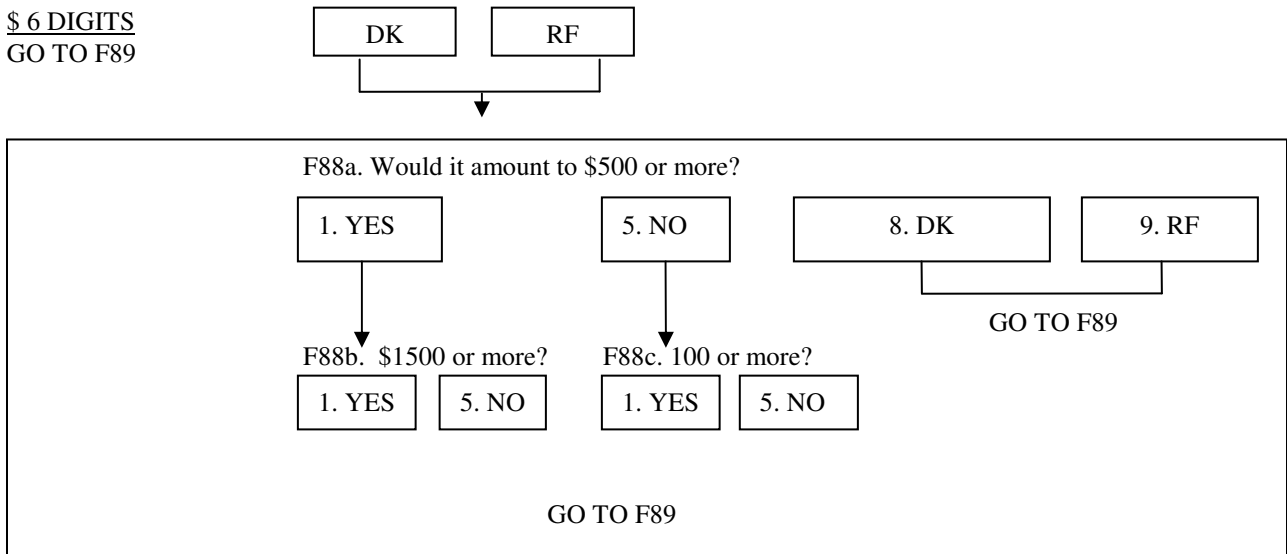 $ 6 DIGITS
GO TO F89
DK RF
F88a. Would it amount to $500 or more?
1. YES 5. NO 8. DK 9. RF
GO TO F89
F88b. $1500 or more? F88c. 100 or more?
1. YES 5. NO 1. YES 5. NO
GO TO F89